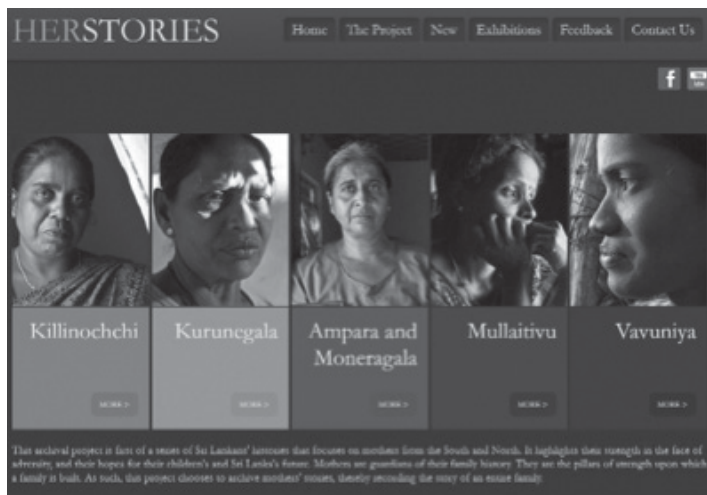 HERSTORIES
Home The Project New Exhibitions Feedback Contact Us
f
Killinochchi Kurunegala Ampara and Moneragala Mullaitivu Vavuniya
MORE > MORE > MORE > MORE > MORE >
This archival project is first of a series of Sri Lankans' histories that focuses on mothers from the South and North. It highlights their strength in the face of
adversity, and their hopes for their children's and Sri Lanka's future. Mothers are guardians of their family history. They are the pillars of strength upon which
a family is built. As such, this project chooses to archive mothers' stories, thereby recording the story of an entire family.